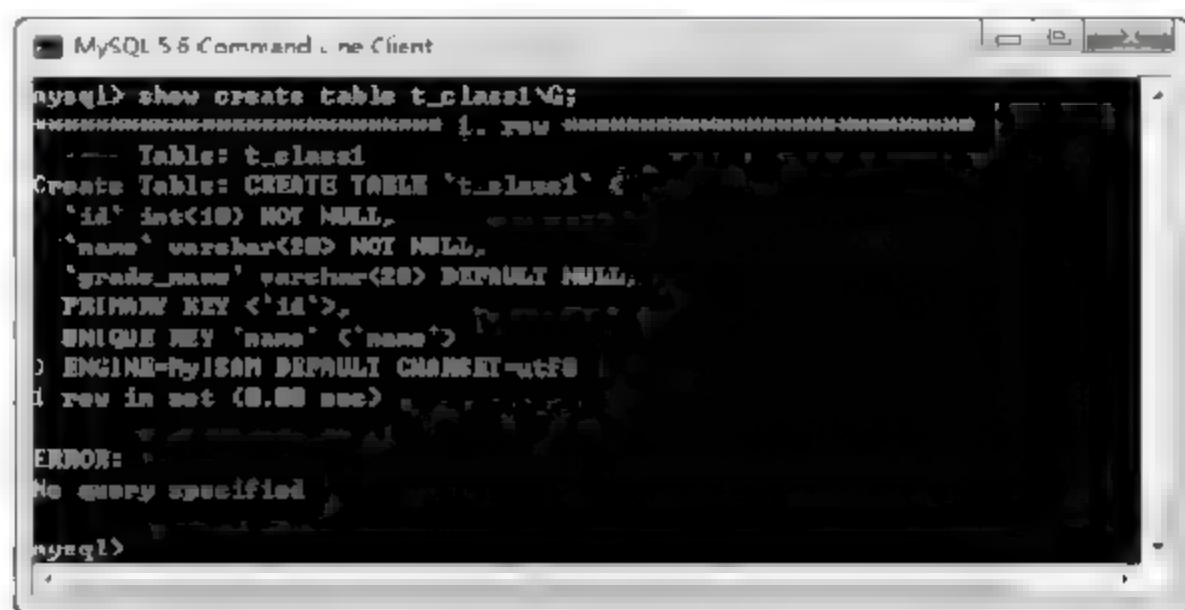 MySQL 5.6 Command Line Client
mysql> show create table t_class1\G;
*************************** 1. row ***************************
Table: t_class1
Create Table: CREATE TABLE `t_class1` (
`id` int(10) NOT NULL,
`name` varchar(20) NOT NULL,
`grade_name` varchar(20) DEFAULT NULL,
PRIMARY KEY (`id`),
UNIQUE KEY `name` (`name`)
) ENGINE=MyISAM DEFAULT CHARSET=utf8
1 row in set (0.00 sec)
ERROR:
No query specified
mysql>